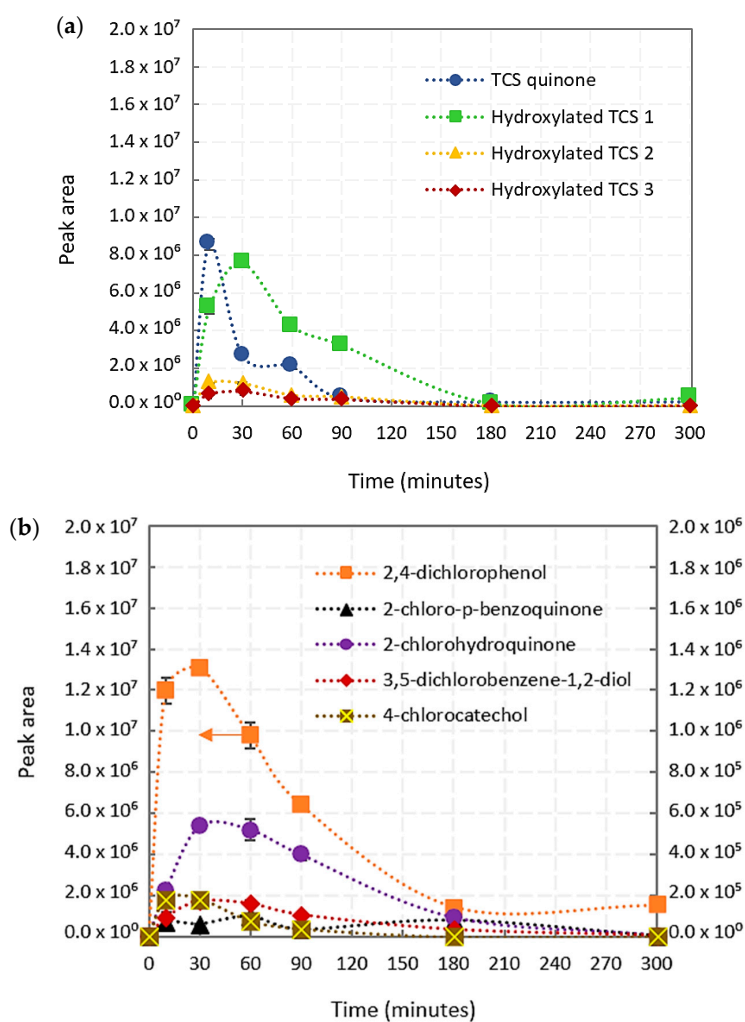 (a)
2.0 x 10⁷
1.8 x 10⁷
1.6 x 10⁷
1.4 x 10⁷
1.2 x 10⁷
1.0 x 10⁷
8.0 x 10⁶
6.0 x 10⁶
4.0 x 10⁶
2.0 x 10⁶
0.0 x 10⁰
Peak area
TCS quinone
Hydroxylated TCS 1
Hydroxylated TCS 2
Hydroxylated TCS 3
0 30 60 90 120 150 180 210 240 270 300
Time (minutes)
(b)
2.0 x 10⁷
1.8 x 10⁷
1.6 x 10⁷
1.4 x 10⁷
1.2 x 10⁷
1.0 x 10⁷
8.0 x 10⁶
6.0 x 10⁶
4.0 x 10⁶
2.0 x 10⁶
0.0 x 10⁰
Peak area
2,4-dichlorophenol
2-chloro-p-benzoquinone
2-chlorohydroquinone
3,5-dichlorobenzene-1,2-diol
4-chlorocatechol
2.0 x 10⁶
1.8 x 10⁶
1.6 x 10⁶
1.4 x 10⁶
1.2 x 10⁶
1.0 x 10⁶
8.0 x 10⁵
6.0 x 10⁵
4.0 x 10⁵
2.0 x 10⁵
0.0 x 10⁰
0 30 60 90 120 150 180 210 240 270 300
Time (minutes)